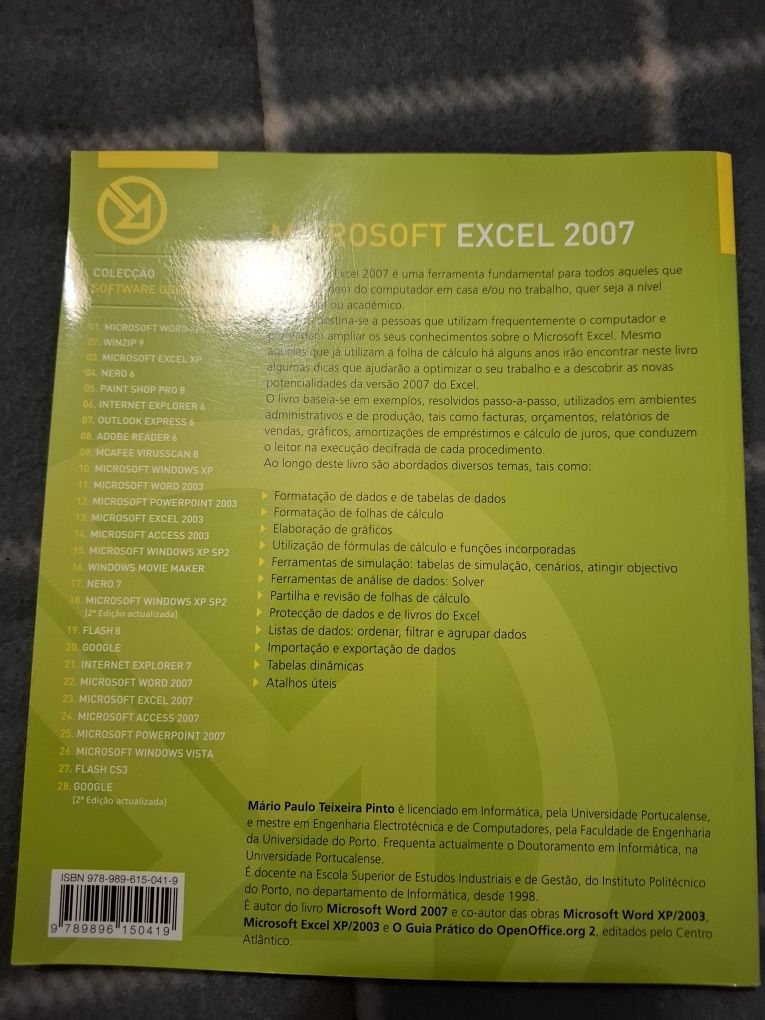 MICROSOFT EXCEL 2007
COLECÇÃO
SOFTWARE
01. MICROSOFT WORD XP
02. WINZIP 9
03. MICROSOFT EXCEL XP
04. NERO 6
05. PAINT SHOP PRO 8
06. INTERNET EXPLORER 6
07. OUTLOOK EXPRESS 6
08. ADOBE READER 6
09. MCAFEE VIRUSSCAN 8
10. MICROSOFT WINDOWS XP
11. MICROSOFT WORD 2003
12. MICROSOFT POWERPOINT 2003
13. MICROSOFT EXCEL 2003
14. MICROSOFT ACCESS 2003
15. MICROSOFT WINDOWS XP SP2
16. WINDOWS MOVIE MAKER
17. NERO 7
18. MICROSOFT WINDOWS XP SP2
[2ª Edição actualizada]
19. FLASH 8
20. GOOGLE
21. INTERNET EXPLORER 7
22. MICROSOFT WORD 2007
23. MICROSOFT EXCEL 2007
24. MICROSOFT ACCESS 2007
25. MICROSOFT POWERPOINT 2007
26. MICROSOFT WINDOWS VISTA
27. FLASH CS3
28. GOOGLE
[2ª Edição actualizada]
Excel 2007 é uma ferramenta fundamental para todos aqueles que
do computador em casa e/ou no trabalho, quer seja a nível
ou académico.
destina-se a pessoas que utilizam frequentemente o computador e
pretendem ampliar os seus conhecimentos sobre o Microsoft Excel. Mesmo
aqueles que já utilizam a folha de cálculo há alguns anos irão encontrar neste livro
algumas dicas que ajudarão a optimizar o seu trabalho e a descobrir as novas
potencialidades da versão 2007 do Excel.
O livro baseia-se em exemplos, resolvidos passo-a-passo, utilizados em ambientes
administrativos e de produção, tais como facturas, orçamentos, relatórios de
vendas, gráficos, amortizações de empréstimos e cálculo de juros, que conduzem
o leitor na execução decifrada de cada procedimento.
Ao longo deste livro são abordados diversos temas, tais como:
Formatação de dados e de tabelas de dados
Formatação de folhas de cálculo
Elaboração de gráficos
Utilização de fórmulas de cálculo e funções incorporadas
Ferramentas de simulação: tabelas de simulação, cenários, atingir objectivo
Ferramentas de análise de dados: Solver
Partilha e revisão de folhas de cálculo
Protecção de dados e de livros do Excel
Listas de dados: ordenar, filtrar e agrupar dados
Importação e exportação de dados
Tabelas dinâmicas
Atalhos úteis
Mário Paulo Teixeira Pinto é licenciado em Informática, pela Universidade Portucalense,
e mestre em Engenharia Electrotécnica e de Computadores, pela Faculdade de Engenharia
da Universidade do Porto. Frequenta actualmente o Doutoramento em Informática, na
Universidade Portucalense.
É docente na Escola Superior de Estudos Industriais e de Gestão, do Instituto Politécnico
do Porto, no departamento de Informática, desde 1998.
É autor do livro Microsoft Word 2007 e co-autor das obras Microsoft Word XP/2003,
Microsoft Excel XP/2003 e O Guia Prático do OpenOffice.org 2, editados pelo Centro
Atlântico.
ISBN 978-989-615-041-9
9 789896 150419